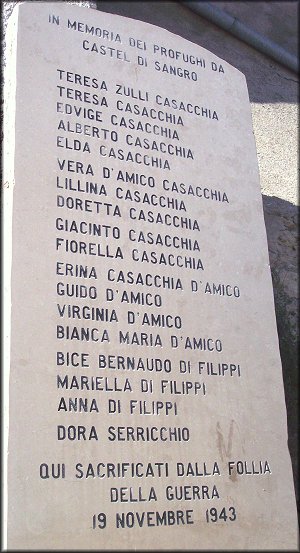 IN MEMORIA DEI PROFUGHI DA
CASTEL DI SANGRO
TERESA ZULLI CASACCHIA
TERESA CASACCHIA
EDVIGE CASACCHIA
ALBERTO CASACCHIA
ELDA CASACCHIA
VERA D'AMICO CASACCHIA
LILLINA CASACCHIA
DORETTA CASACCHIA
GIACINTO CASACCHIA
FIORELLA CASACCHIA
ERINA CASACCHIA D'AMICO
GUIDO D'AMICO
VIRGINIA D'AMICO
BIANCA MARIA D'AMICO
BICE BERNAUDO DI FILIPPI
MARIELLA DI FILIPPI
ANNA DI FILIPPI
DORA SERRICCHIO
QUI SACRIFICATI DALLA FOLLIA
DELLA GUERRA
19 NOVEMBRE 1943